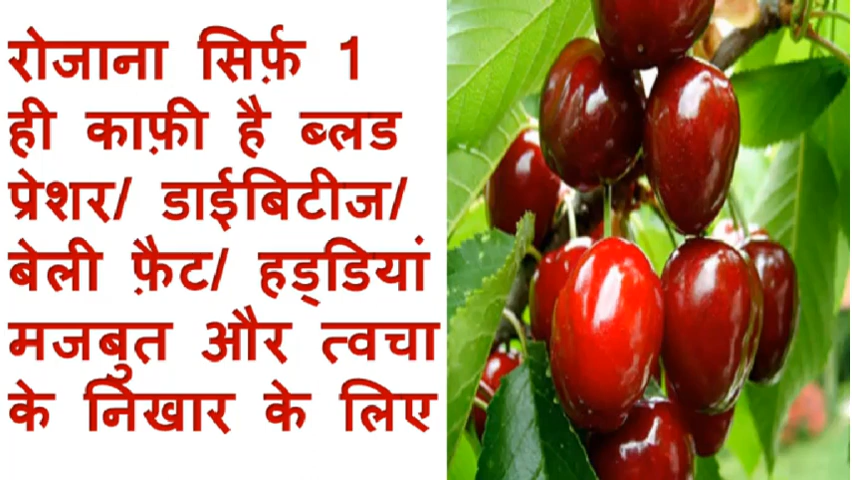 रोजाना सिर्फ़ 1
ही काफ़ी है ब्लड
प्रेशर/ डाईबिटीज/
बेली फ़ैट/ हड्डियां
मजबुत और त्वचा
के निखार के लिए